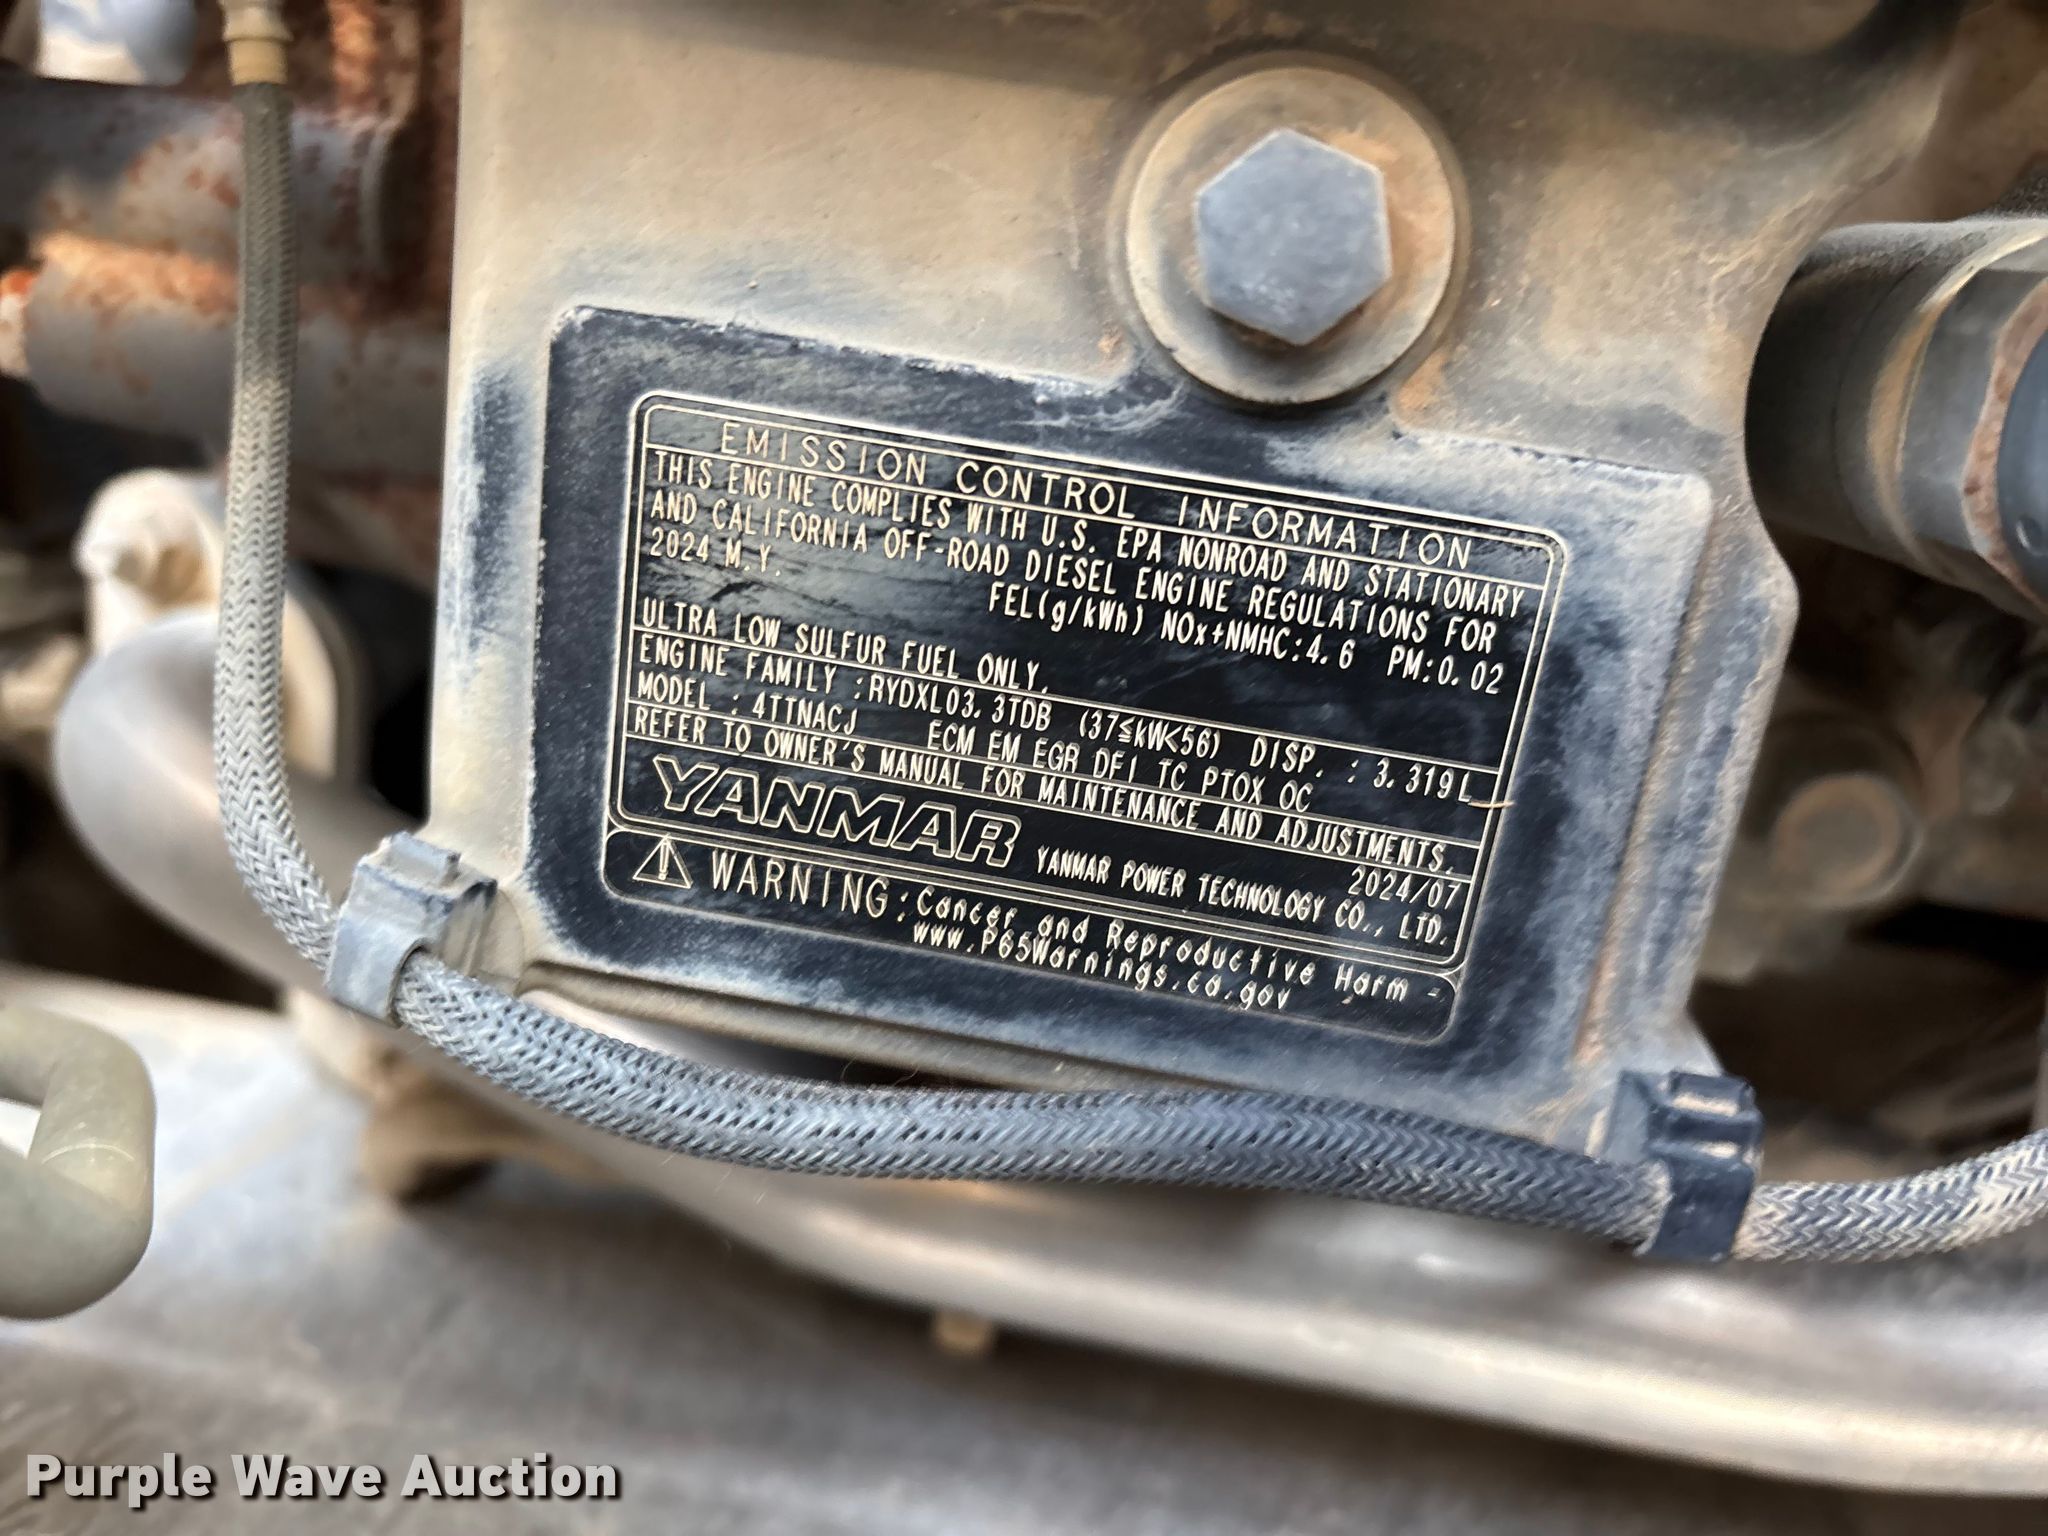 EMISSION CONTROL INFORMATION
THIS ENGINE COMPLIES WITH U.S. EPA NONROAD AND STATIONARY
AND CALIFORNIA OFF-ROAD DIESEL ENGINE REGULATIONS FOR
2024 M.Y. FEL(g/kWh) NOx+NMHC:4.6 PM:0.02
ULTRA LOW SULFUR FUEL ONLY.
ENGINE FAMILY :RYDXL03.3TDB (37≦kW<56) DISP. : 3.319L
MODEL : 4TTNACJ ECM EM EGR DFI TC PTOX OC
REFER TO OWNER'S MANUAL FOR MAINTENANCE AND ADJUSTMENTS.
2024/07
YANMAR YANMAR POWER TECHNOLOGY CO., LTD.
⚠ WARNING: Cancer and Reproductive Harm -
www.P65Warnings.ca.gov
Purple Wave Auction